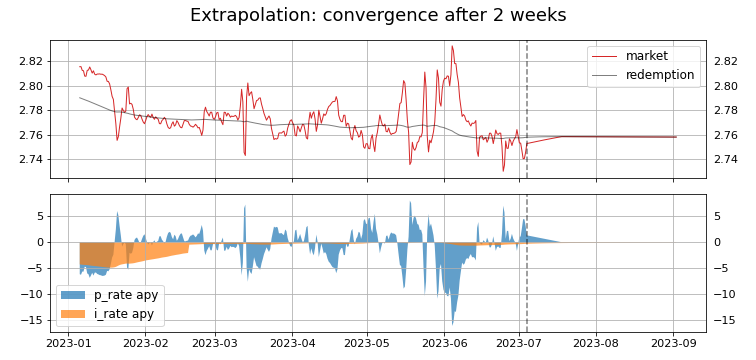 Extrapolation: convergence after 2 weeks
2.82 2.82
2.80 2.80
2.78 2.78
2.76 2.76
2.74 2.74
market
redemption
5 5
0 0
−5 −5
−10 −10
−15 −15
p_rate apy
i_rate apy
2023-01 2023-02 2023-03 2023-04 2023-05 2023-06 2023-07 2023-08 2023-09